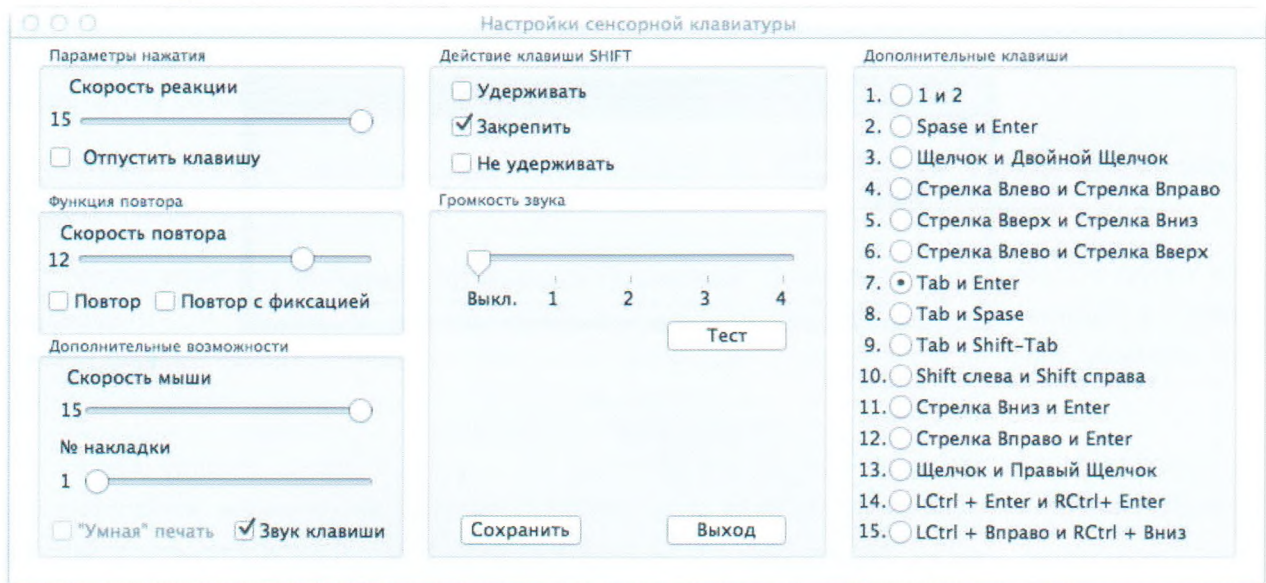 Настройки сенсорной клавиатуры
Параметры нажатия
Скорость реакции
15
Отпустить клавишу
Функция повтора
Скорость повтора
12
Повтор
Повтор с фиксацией
Дополнительные возможности
Скорость мыши
15
№ накладки
1
"Умная" печать
Звук клавиши
Действие клавиши SHIFT
Удерживать
Закрепить
Не удерживать
Громкость звука
Выкл. 1 2 3 4
Тест
Сохранить
Выход
Дополнительные клавиши
1. 1 и 2
2. Spase и Enter
3. Щелчок и Двойной Щелчок
4. Стрелка Влево и Стрелка Вправо
5. Стрелка Вверх и Стрелка Вниз
6. Стрелка Влево и Стрелка Вверх
7. Tab и Enter
8. Tab и Spase
9. Tab и Shift-Tab
10. Shift слева и Shift справа
11. Стрелка Вниз и Enter
12. Стрелка Вправо и Enter
13. Щелчок и Правый Щелчок
14. LCtrl + Enter и RCtrl+ Enter
15. LCtrl + Вправо и RCtrl + Вниз